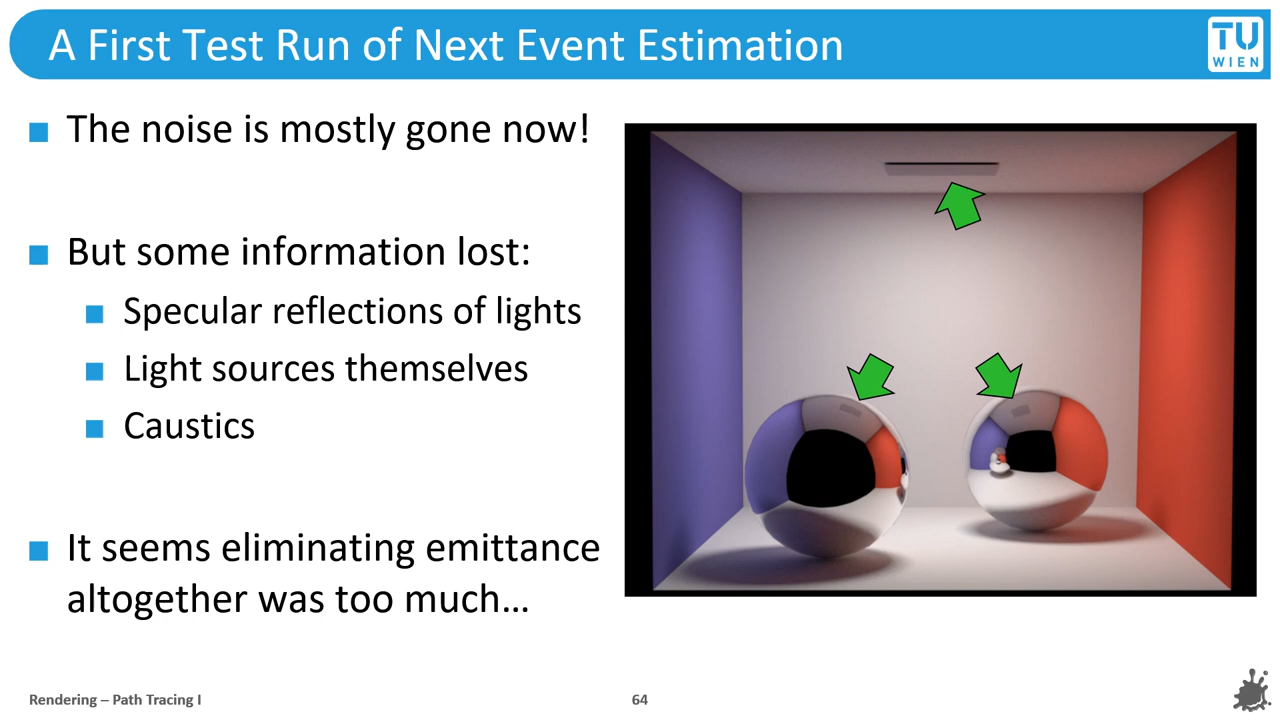 A First Test Run of Next Event Estimation
TU
WIEN
The noise is mostly gone now!
But some information lost:
Specular reflections of lights
Light sources themselves
Caustics
It seems eliminating emittance
altogether was too much…
Rendering – Path Tracing I
64